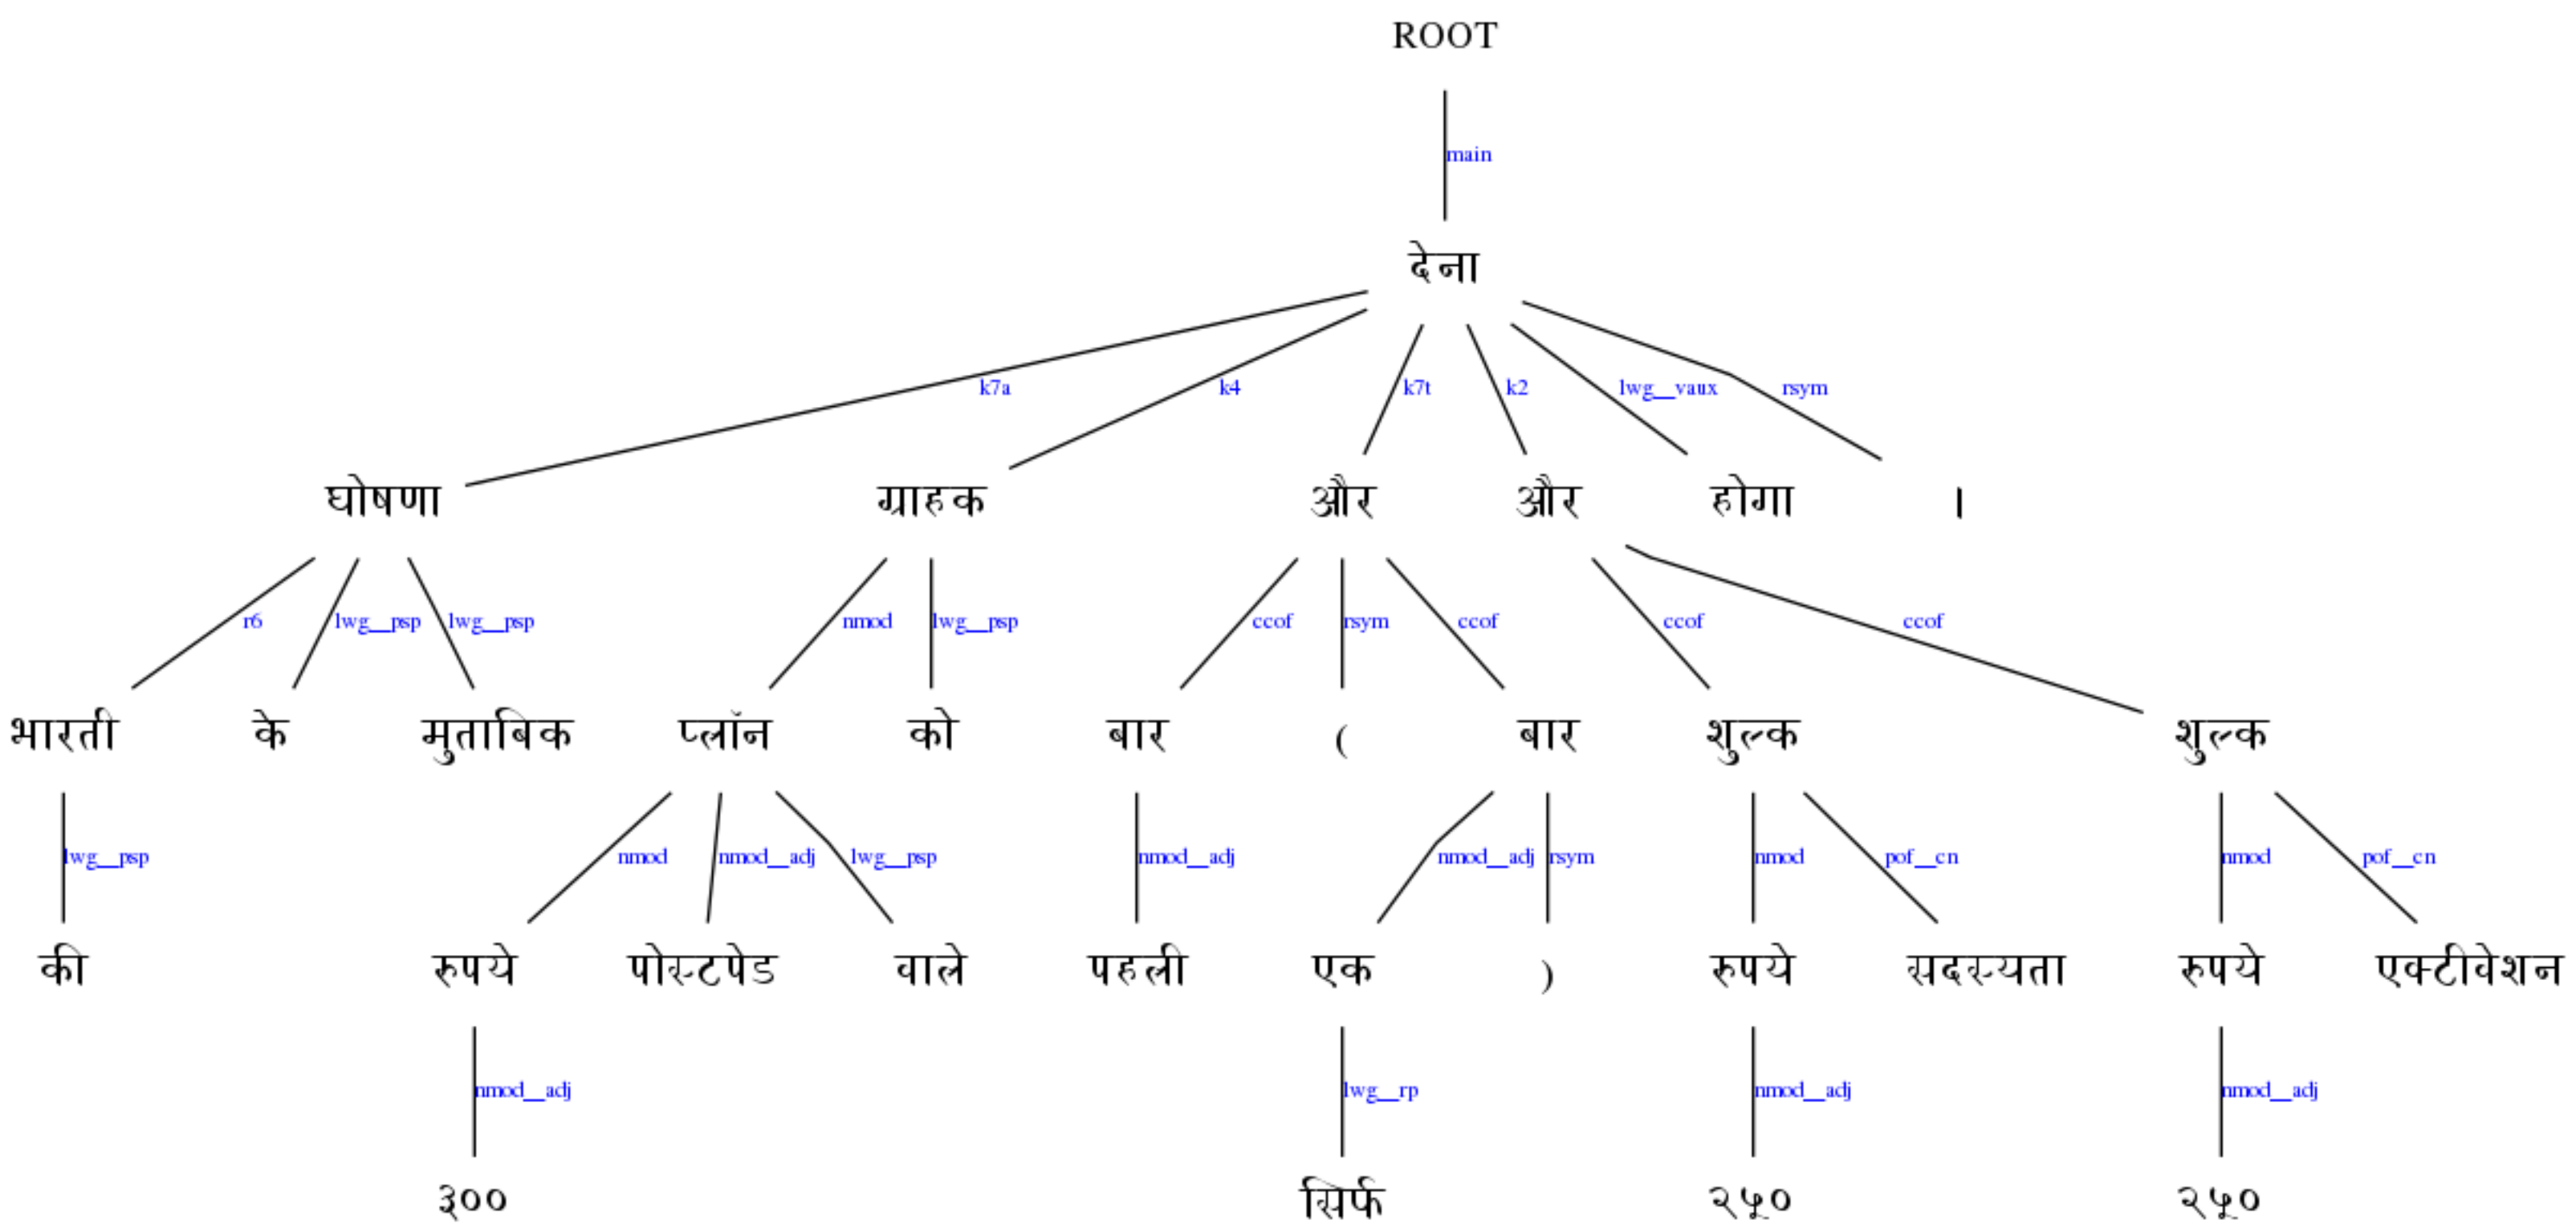 ROOT
main
देना
k7a k4 k7t k2 lwg__vaux rsym
घोषणा ग्राहक और और होगा ।
r6 lwg__psp lwg__psp nmod lwg__psp ccof rsym ccof ccof ccof
भारती के मुताबिक प्लॉन को बार ( बार शुल्क शुल्क
lwg__psp nmod nmod__adj lwg__psp nmod__adj nmod__adj rsym nmod pof__cn nmod pof__cn
की रुपये पोस्टपेड वाले पहली एक ) रुपये सदस्यता रुपये एक्टीवेशन
nmod__adj lwg__rp nmod__adj nmod__adj
३०० सिर्फ २५० २५०